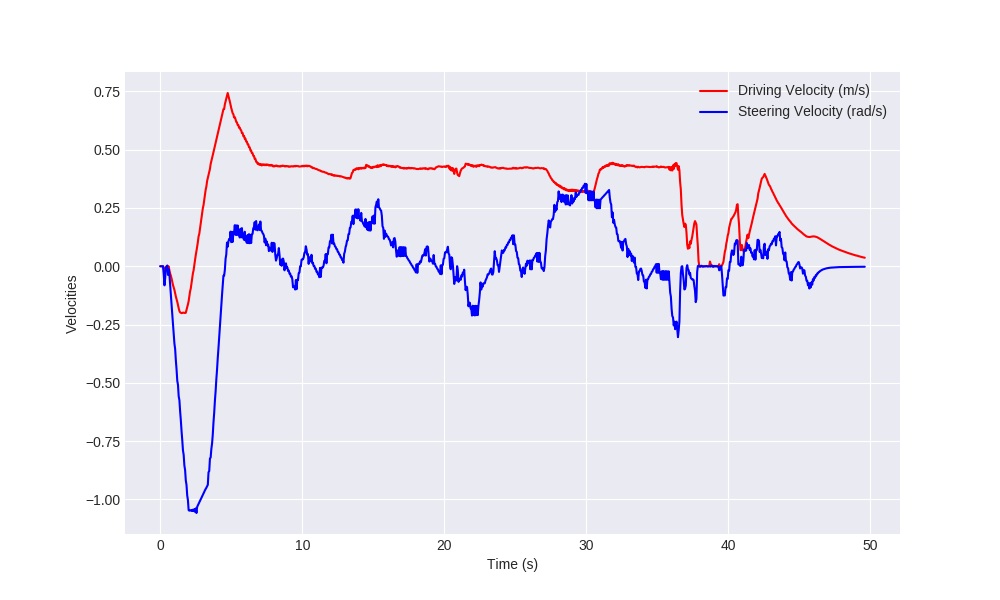 Driving Velocity (m/s)
Steering Velocity (rad/s)
0.75
0.50
0.25
0.00
−0.25
−0.50
−0.75
−1.00
Velocities
0 10 20 30 40 50
Time (s)